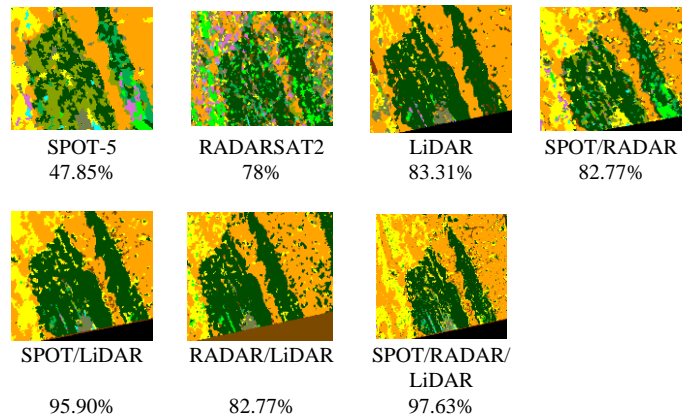 SPOT-5 RADARSAT2 LiDAR SPOT/RADAR
47.85% 78% 83.31% 82.77%
SPOT/LiDAR RADAR/LiDAR SPOT/RADAR/
LiDAR
95.90% 82.77% 97.63%